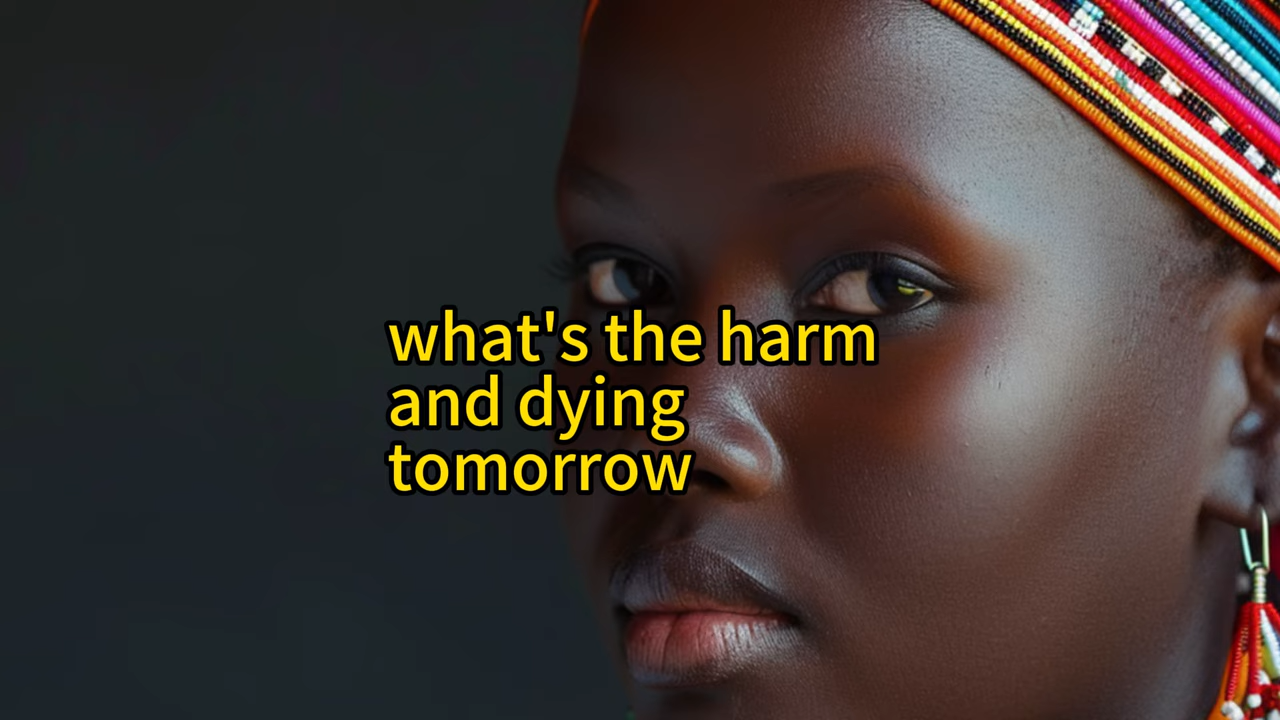 what's the harm
and dying
tomorrow